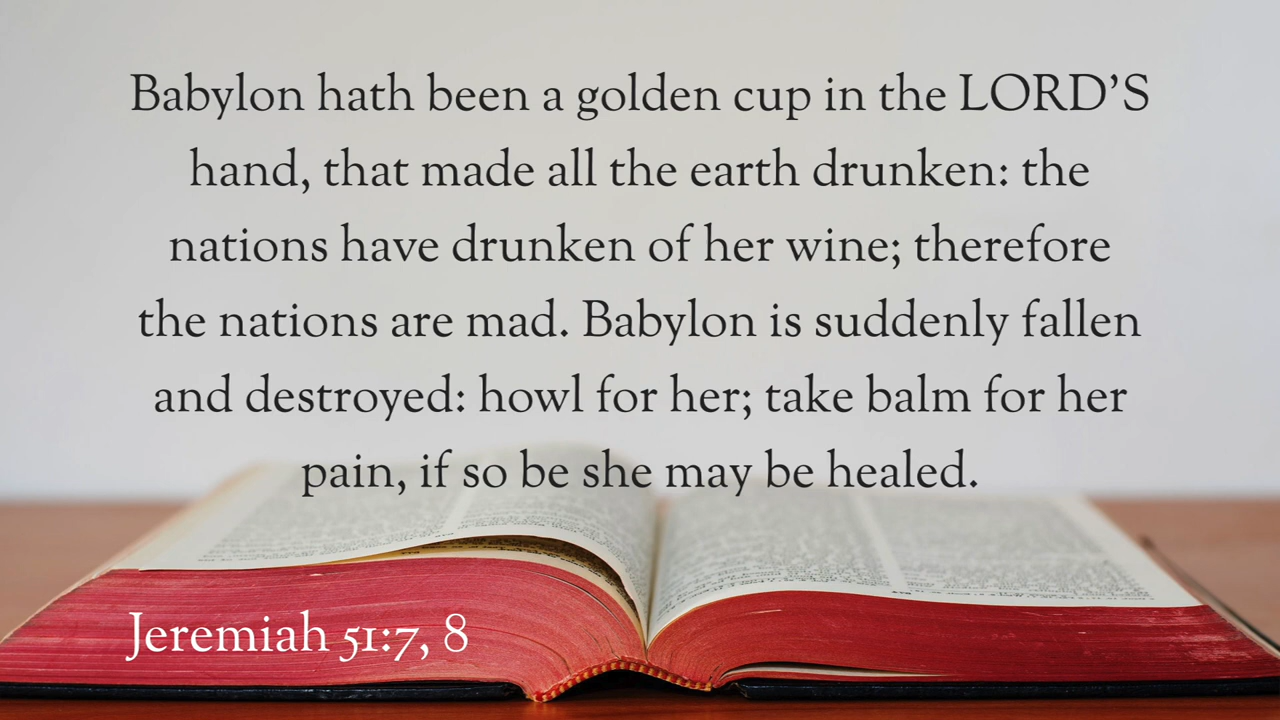 Babylon hath been a golden cup in the LORD’S
hand, that made all the earth drunken: the
nations have drunken of her wine; therefore
the nations are mad. Babylon is suddenly fallen
and destroyed: howl for her; take balm for her
pain, if so be she may be healed.
Jeremiah 51:7, 8